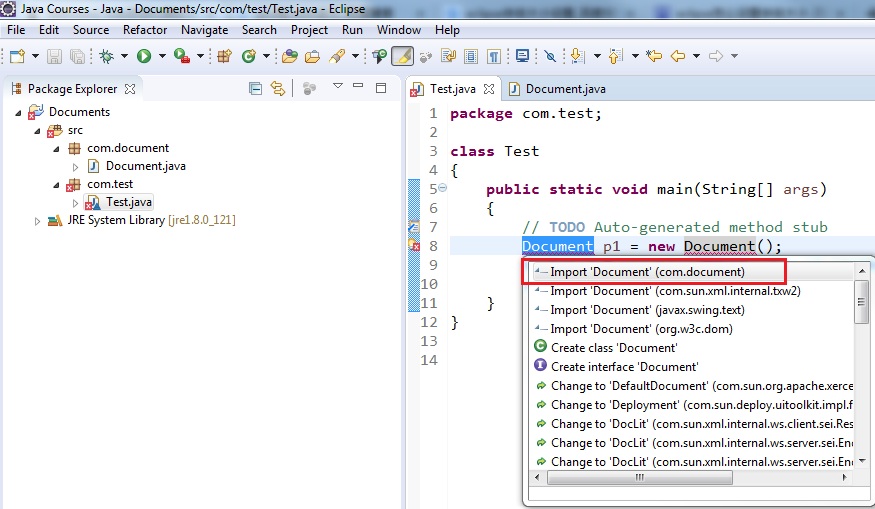 Java Courses - Java - Documents/src/com/test/Test.java - Eclipse
File Edit Source Refactor Navigate Search Project Run Window Help
Package Explorer
Documents
src
com.document
Document.java
com.test
Test.java
JRE System Library [jre1.8.0_121]
Test.java Document.java
1 package com.test;
2
3 class Test
4 {
5 public static void main(String[] args)
6 {
7 // TODO Auto-generated method stub
8 Document p1 = new Document();
9
10
11 }
12 }
13
14
Import 'Document' (com.document)
Import 'Document' (com.sun.xml.internal.txw2)
Import 'Document' (javax.swing.text)
Import 'Document' (org.w3c.dom)
Create class 'Document'
Create interface 'Document'
Change to 'DefaultDocument' (com.sun.org.apache.xerce
Change to 'Deployment' (com.sun.deploy.uitoolkit.impl.f
Change to 'DocLit' (com.sun.xml.internal.ws.client.sei.Res
Change to 'DocLit' (com.sun.xml.internal.ws.server.sei.En
Change to 'DocLit' (com.sun.xml.internal.ws.server.sei.En